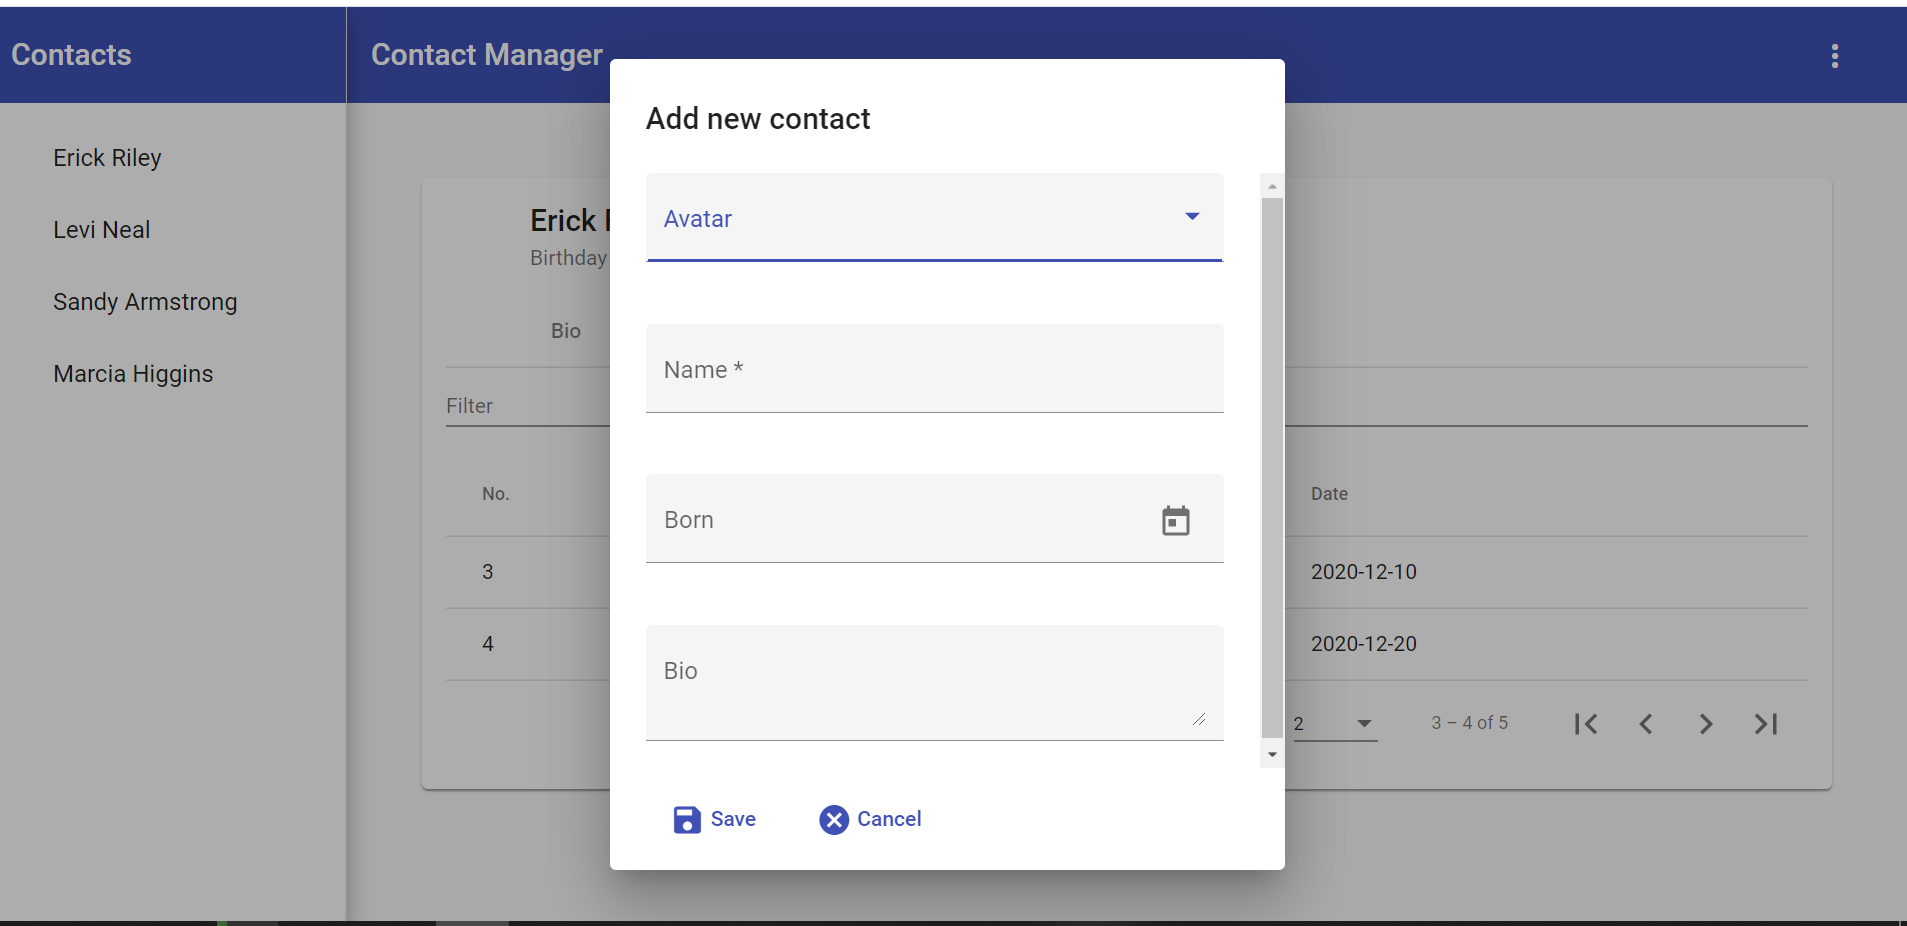 Contacts
Contact Manager
Erick Riley
Levi Neal
Sandy Armstrong
Marcia Higgins
Erick
Birthday
Bio
Filter
No.
Date
3
2020-12-10
4
2020-12-20
2
3 – 4 of 5
Add new contact
Avatar
Name *
Born
Bio
Save
Cancel